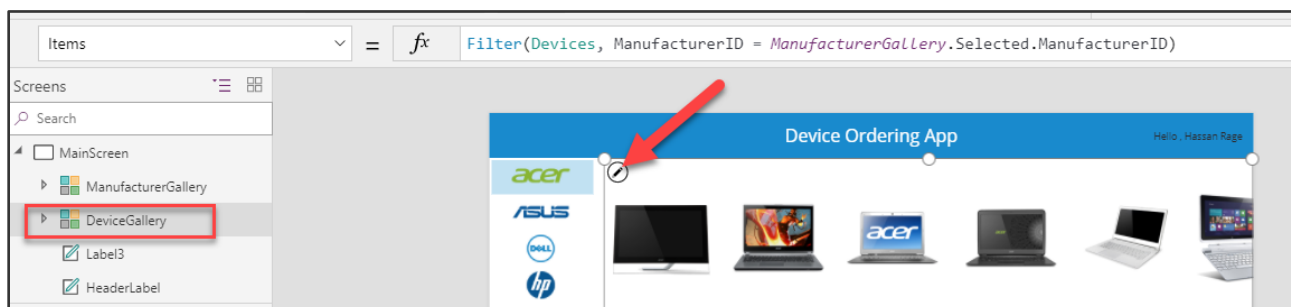 Items = fx Filter(Devices, ManufacturerID = ManufacturerGallery.Selected.ManufacturerID)
Screens
Search
MainScreen
ManufacturerGallery
DeviceGallery
Label3
HeaderLabel
Device Ordering App Hello , Hassan Rage
acer
ASUS
DELL
hp
acer